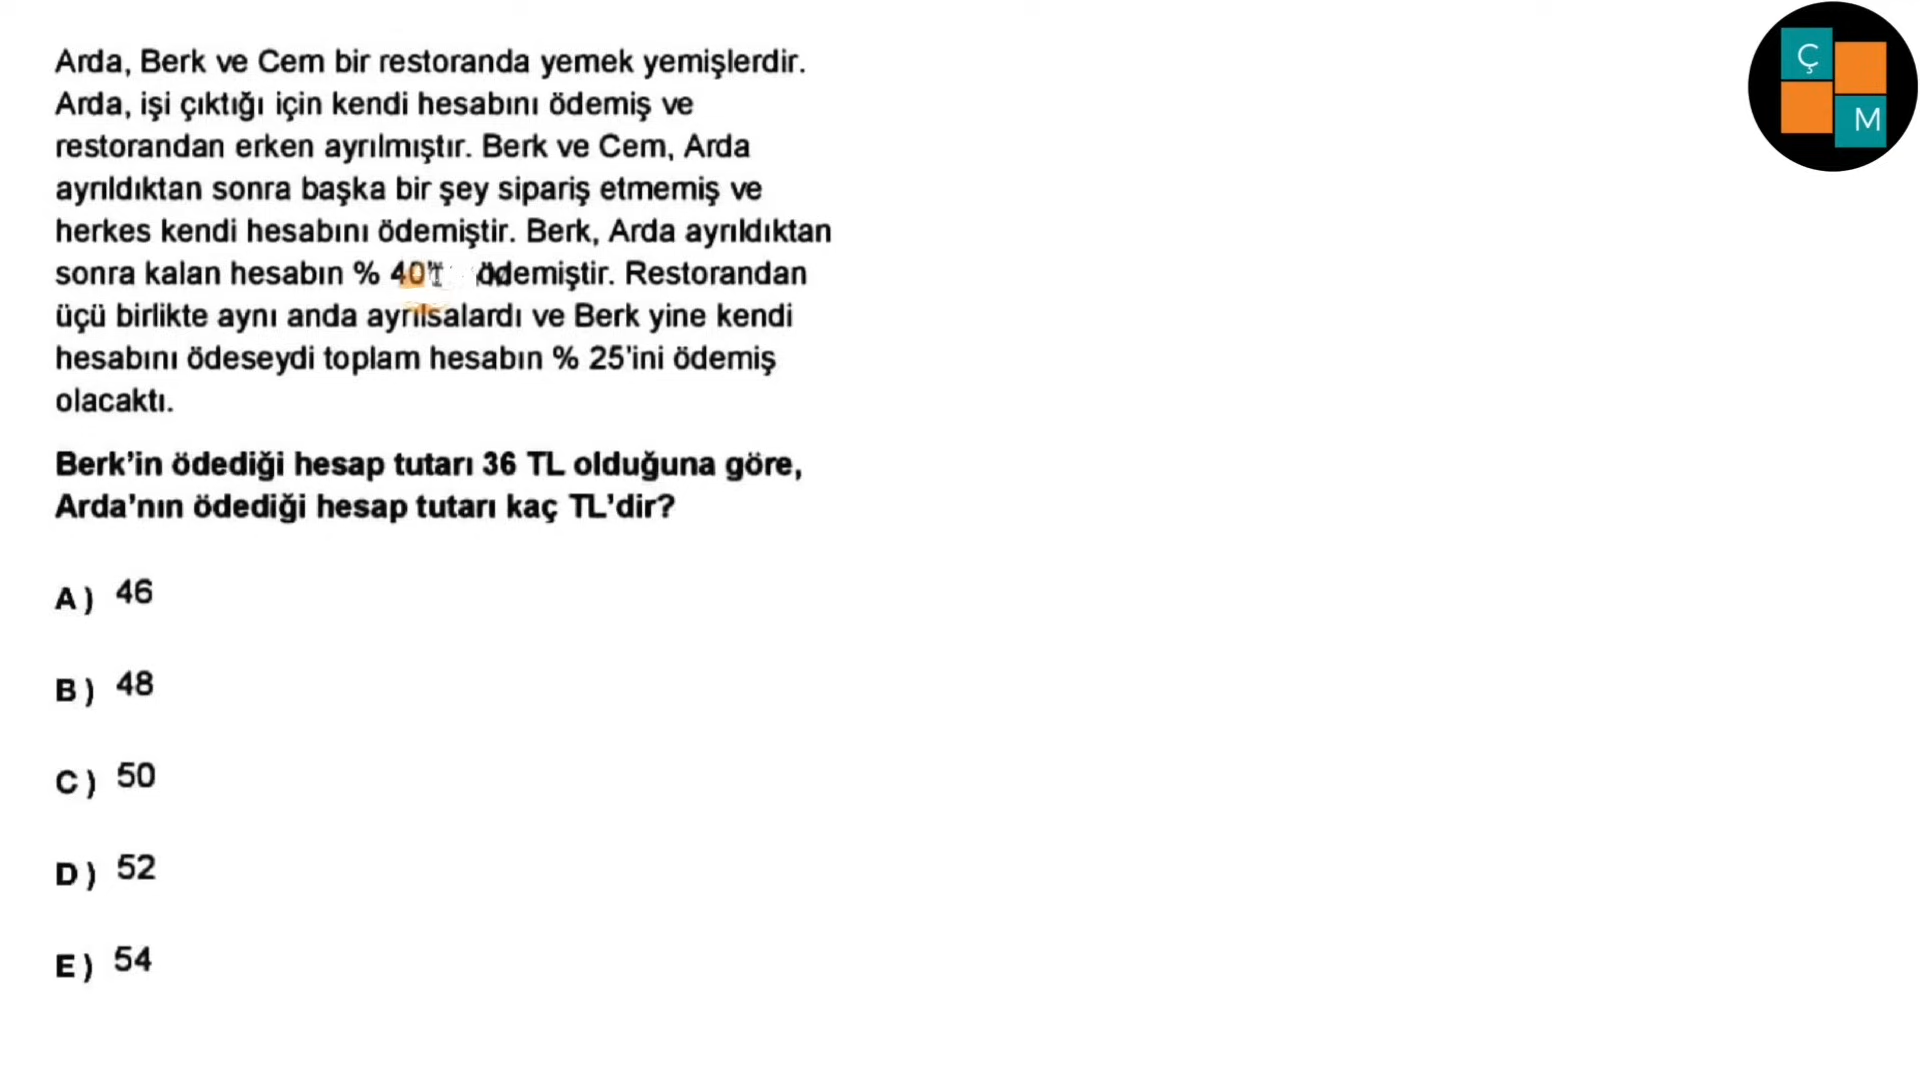 Arda, Berk ve Cem bir restoranda yemek yemişlerdir.
Arda, işi çıktığı için kendi hesabını ödemiş ve
restorandan erken ayrılmıştır. Berk ve Cem, Arda
ayrıldıktan sonra başka bir şey sipariş etmemiş ve
herkes kendi hesabını ödemiştir. Berk, Arda ayrıldıktan
sonra kalan hesabın % ödemiştir. Restorandan
üçü birlikte aynı anda ayrılsalardı ve Berk yine kendi
hesabını ödeseydi toplam hesabın % 25'ini ödemiş
olacaktı.
Berk'in ödediği hesap tutarı 36 TL olduğuna göre,
Arda'nın ödediği hesap tutarı kaç TL'dir?
A) 46
B) 48
C) 50
D) 52
E) 54
Ç
M